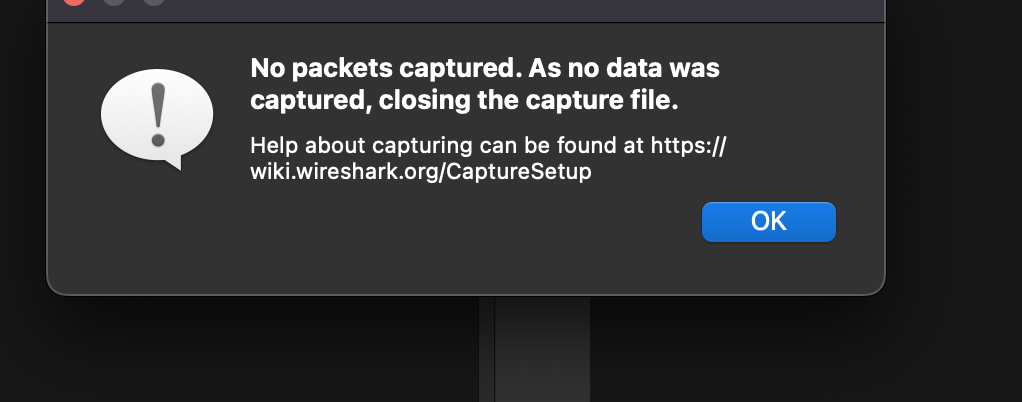 No packets captured. As no data was
captured, closing the capture file.
Help about capturing can be found at https://
wiki.wireshark.org/CaptureSetup
OK